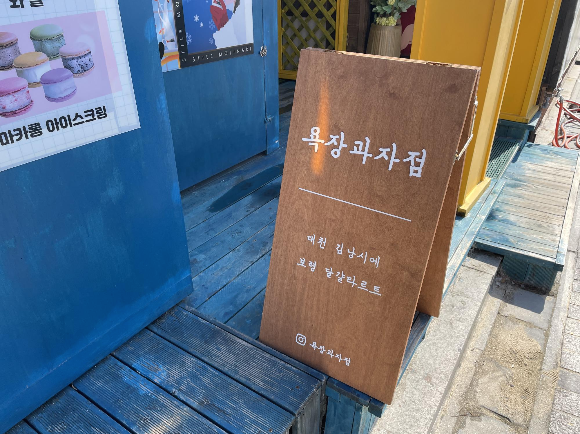 마카롱 아이스크림
욕장과자점
대천 김낭시에
보령 달걀타르트
욕장과자점